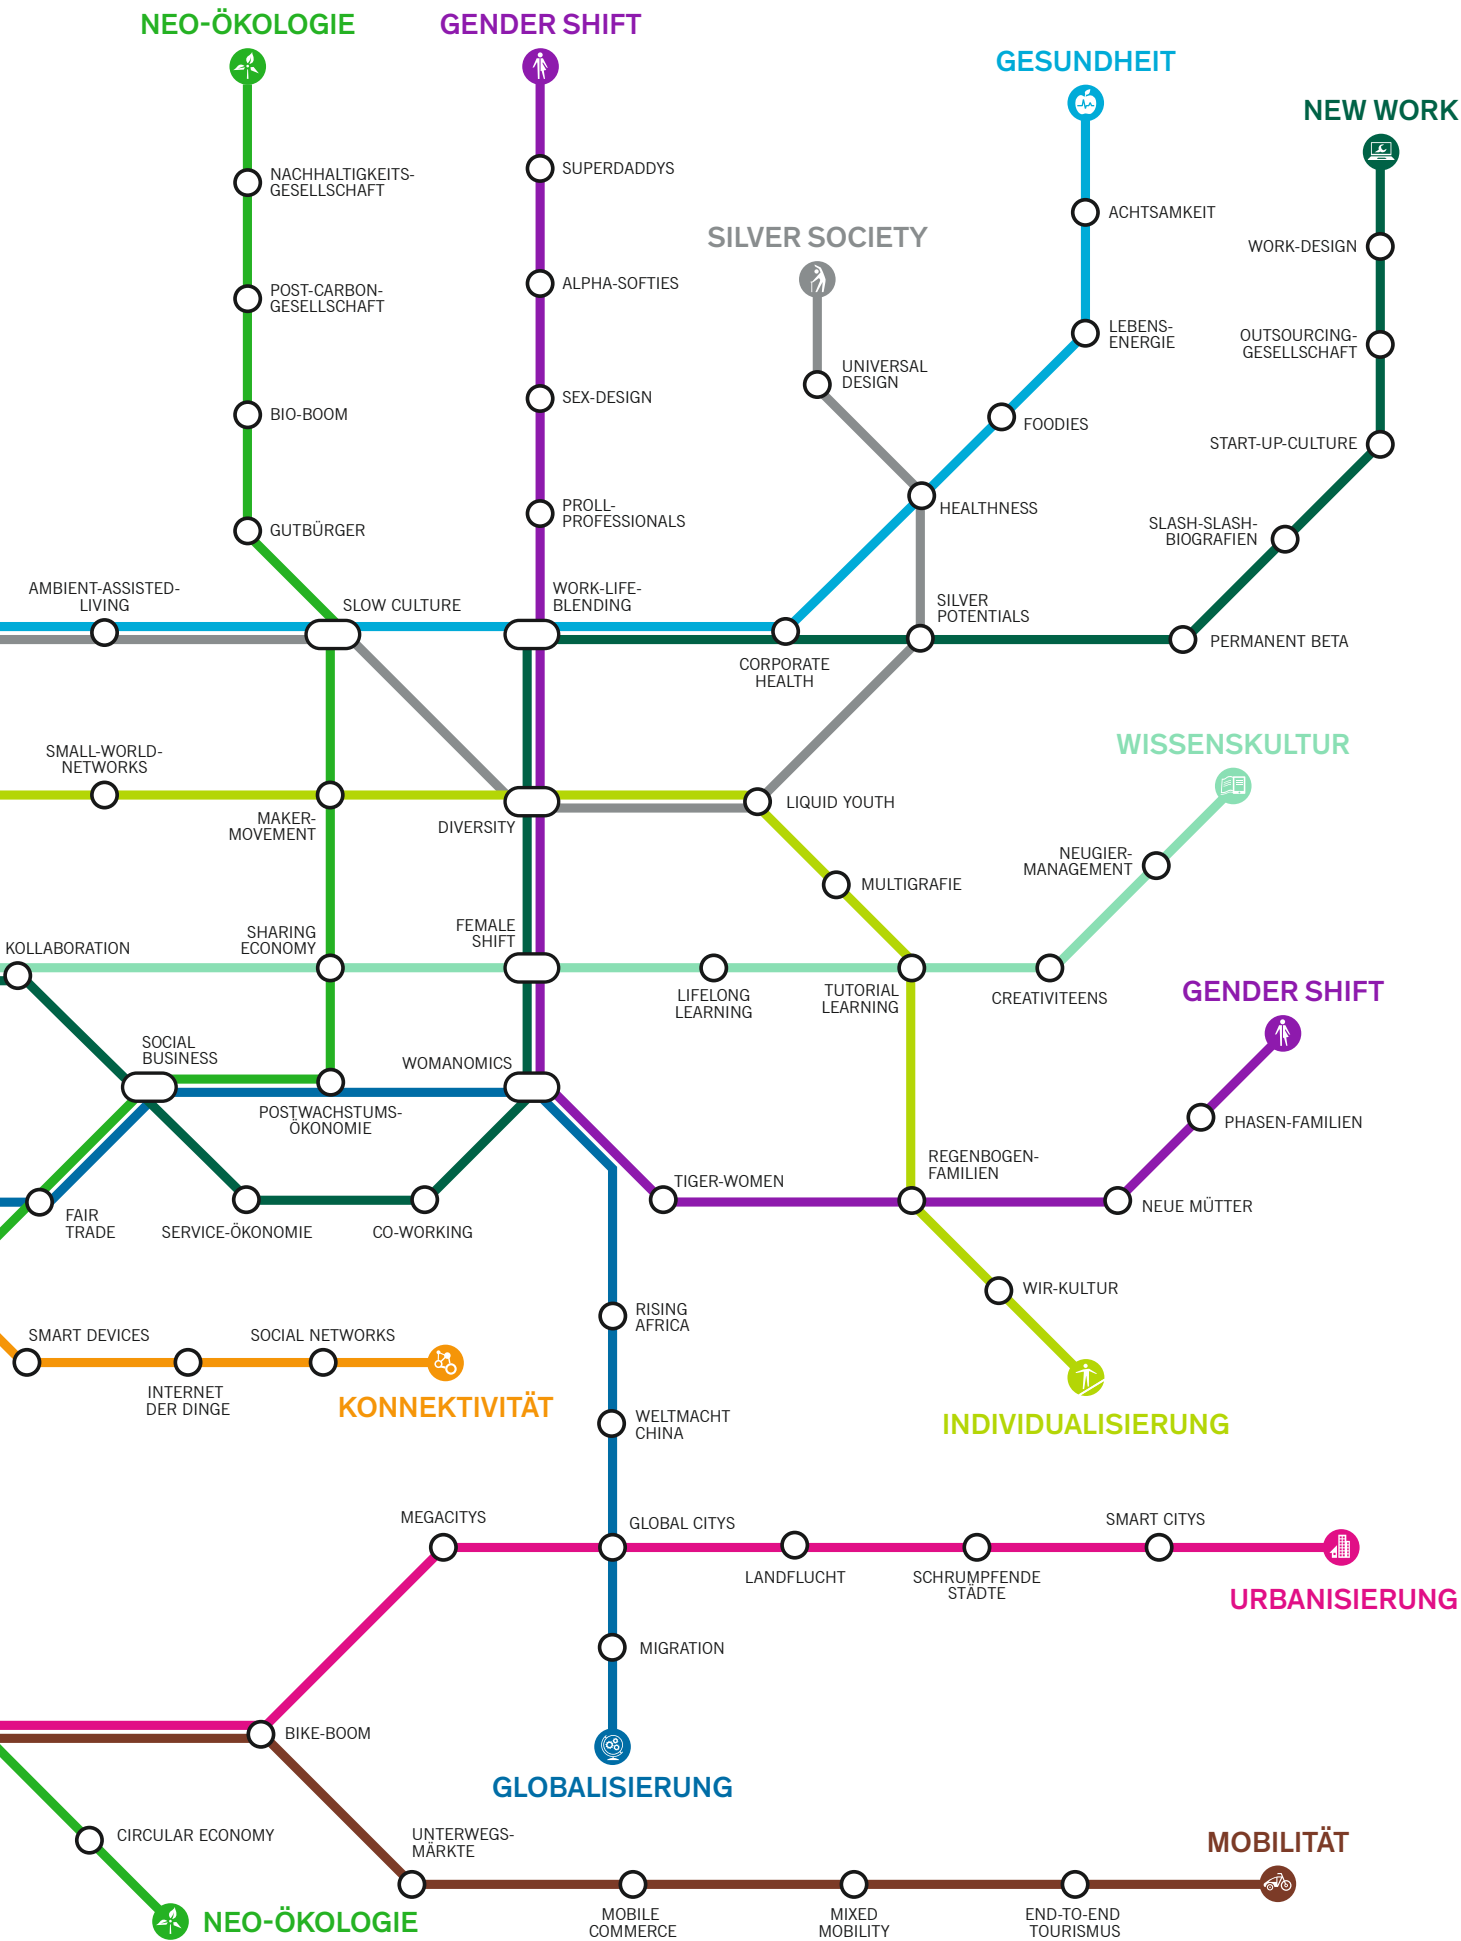 NEO-ÖKOLOGIE
GENDER SHIFT
GESUNDHEIT
NEW WORK
SUPERDADDYS
NACHHALTIGKEITS-
GESELLSCHAFT
ACHTSAMKEIT
SILVER SOCIETY
WORK-DESIGN
ALPHA-SOFTIES
POST-CARBON-
GESELLSCHAFT
LEBENS-
ENERGIE
OUTSOURCING-
GESELLSCHAFT
UNIVERSAL
DESIGN
SEX-DESIGN
BIO-BOOM
FOODIES
START-UP-CULTURE
PROLL-
PROFESSIONALS
HEALTHNESS
GUTBÜRGER
SLASH-SLASH-
BIOGRAFIEN
AMBIENT-ASSISTED-
LIVING
SLOW CULTURE
WORK-LIFE-
BLENDING
SILVER
POTENTIALS
PERMANENT BETA
CORPORATE
HEALTH
WISSENSKULTUR
SMALL-WORLD-
NETWORKS
MAKER-
MOVEMENT
DIVERSITY
LIQUID YOUTH
NEUGIER-
MANAGEMENT
MULTIGRAFIE
KOLLABORATION
SHARING
ECONOMY
FEMALE
SHIFT
LIFELONG
LEARNING
TUTORIAL
LEARNING
CREATIVITEENS
GENDER SHIFT
SOCIAL
BUSINESS
WOMANOMICS
POSTWACHSTUMS-
ÖKONOMIE
PHASEN-FAMILIEN
REGENBOGEN-
FAMILIEN
TIGER-WOMEN
NEUE MÜTTER
FAIR
TRADE
SERVICE-ÖKONOMIE
CO-WORKING
WIR-KULTUR
RISING
AFRICA
SMART DEVICES
SOCIAL NETWORKS
INTERNET
DER DINGE
KONNEKTIVITÄT
WELTMACHT
CHINA
INDIVIDUALISIERUNG
MEGACITYS
GLOBAL CITYS
SMART CITYS
LANDFLUCHT
SCHRUMPFENDE
STÄDTE
URBANISIERUNG
MIGRATION
BIKE-BOOM
GLOBALISIERUNG
CIRCULAR ECONOMY
UNTERWEGS-
MÄRKTE
MOBILITÄT
NEO-ÖKOLOGIE
MOBILE
COMMERCE
MIXED
MOBILITY
END-TO-END
TOURISMUS